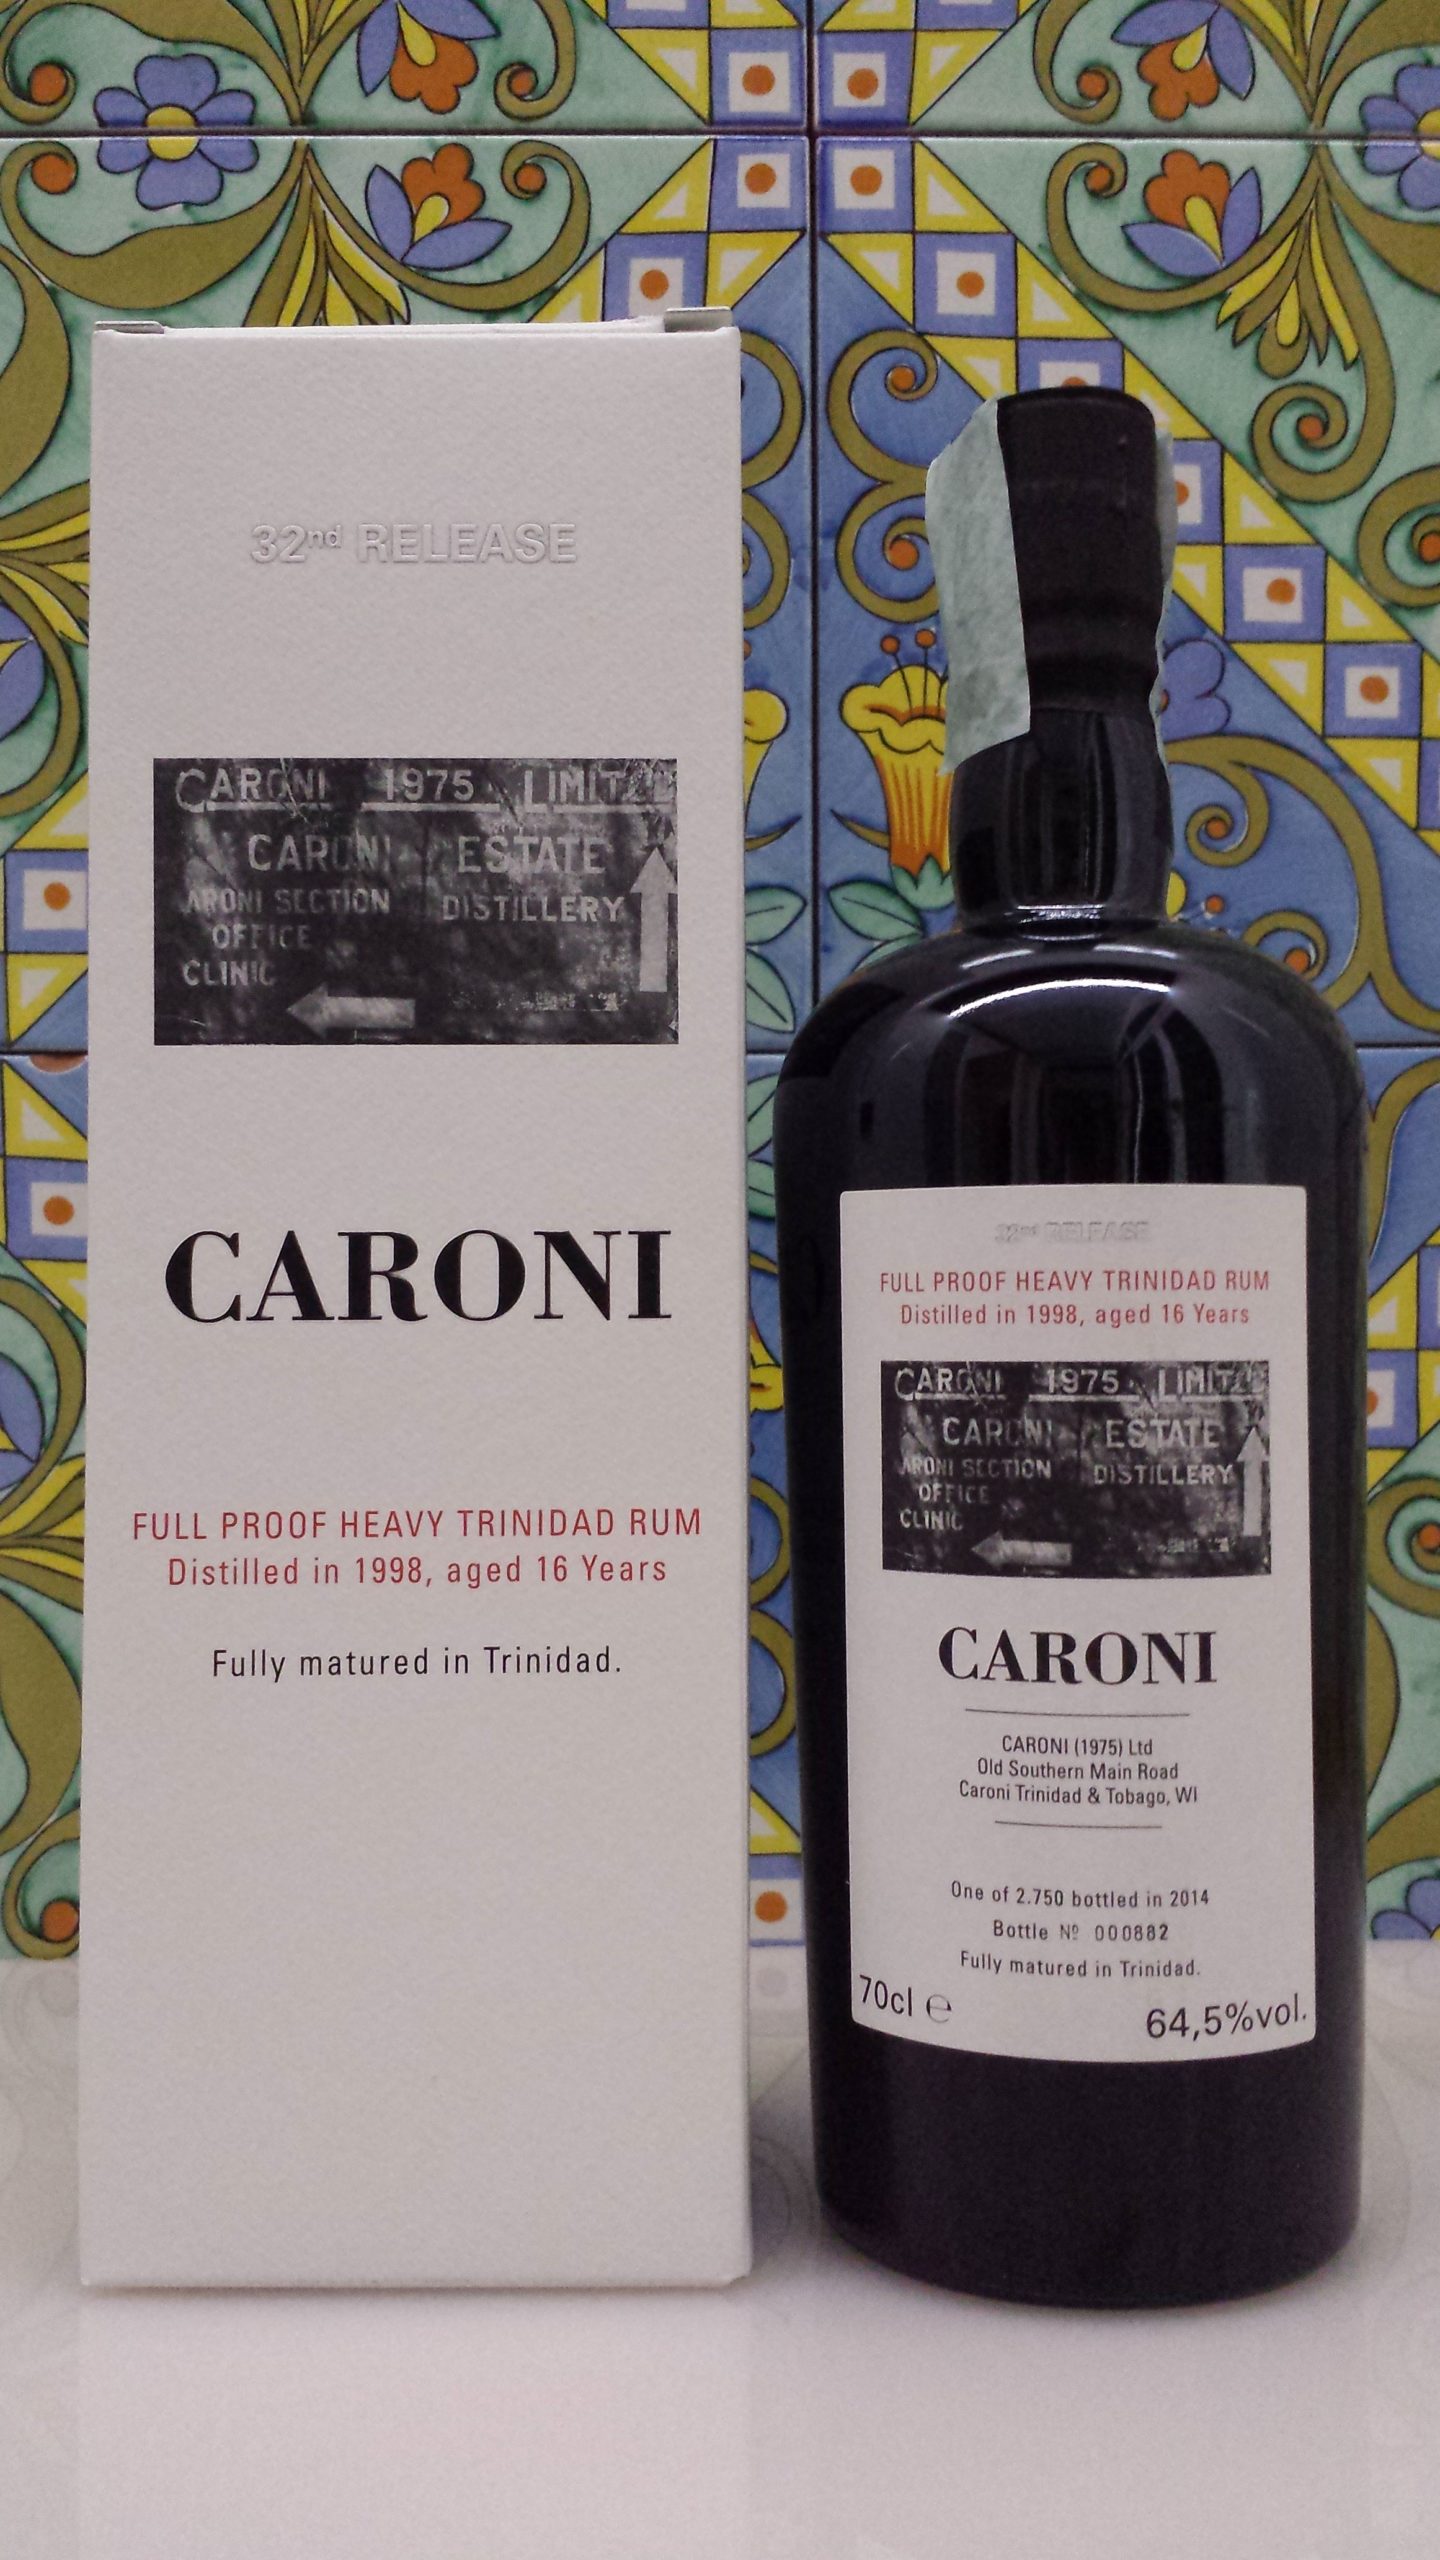 32nd RELEASE
CARONI 1975 LIMIT
CARONI ESTATE
ARONI SECTION DISTILLERY
OFFICE
CLINIC
CARONI
FULL PROOF HEAVY TRINIDAD RUM
Distilled in 1998, aged 16 Years
Fully matured in Trinidad.
32nd RELEASE
FULL PROOF HEAVY TRINIDAD RUM
Distilled in 1998, aged 16 Years
CARONI 1975 LIMIT
CARONI ESTATE
ARONI SECTION DISTILLERY
OFFICE
CLINIC
CARONI
CARONI (1975) Ltd
Old Southern Main Road
Caroni Trinidad & Tobago, WI
One of 2.750 bottled in 2014
Bottle Nº 000882
Fully matured in Trinidad.
70cl ℮
64,5%vol.